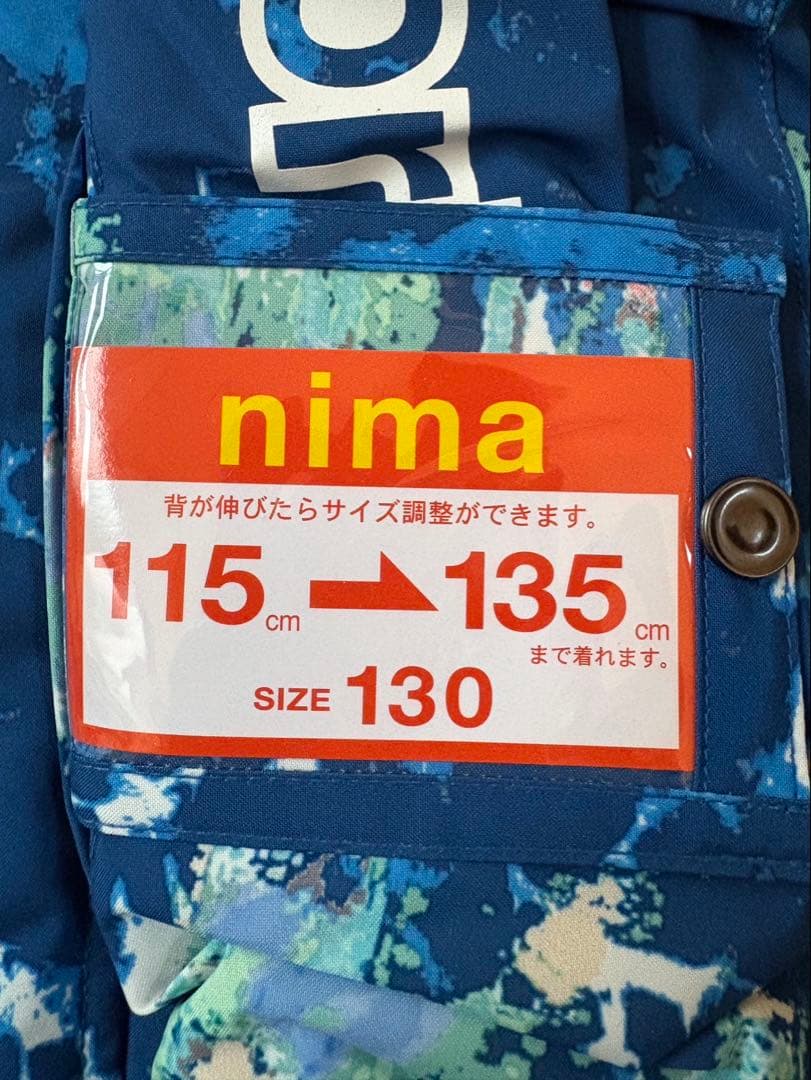 nima
背が伸びたらサイズ調整ができます。
115cm → 135cm
まで着れます。
SIZE 130